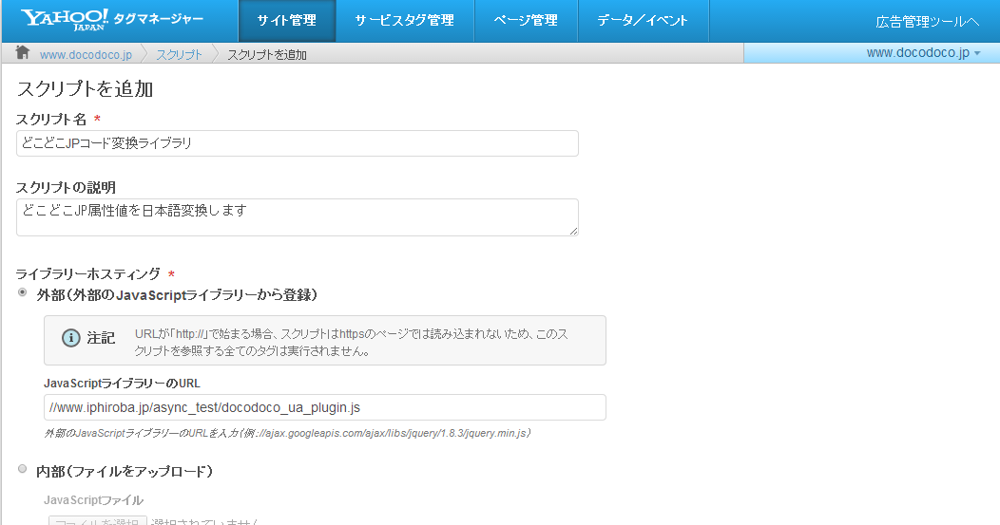 YAHOO! JAPAN タグマネージャー サイト管理 サービスタグ管理 ページ管理 データ／イベント 広告管理ツールへ
www.docodoco.jp スクリプト スクリプトを追加 www.docodoco.jp
スクリプトを追加
スクリプト名 *
どこどこJPコード変換ライブラリ
スクリプトの説明
どこどこJP属性値を日本語変換します
ライブラリーホスティング *
外部（外部のJavaScriptライブラリーから登録）
注記 URLが「http://」で始まる場合、スクリプトはhttpsのページでは読み込まれないため、このス
クリプトを参照する全てのタグは実行されません。
JavaScriptライブラリーのURL
//www.iphiroba.jp/async_test/docodoco_ua_plugin.js
外部のJavaScriptライブラリーのURLを入力（例：//ajax.googleapis.com/ajax/libs/jquery/1.8.3/jquery.min.js）
内部（ファイルをアップロード）
JavaScriptファイル
ファイルを選択 選択されていません